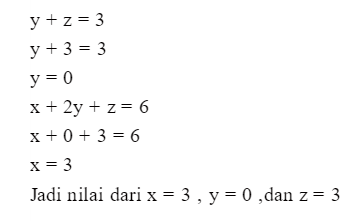 y + z = 3
y + 3 = 3
y = 0
x + 2y + z = 6
x + 0 + 3 = 6
x = 3
Jadi nilai dari x = 3 , y = 0 ,dan z = 3